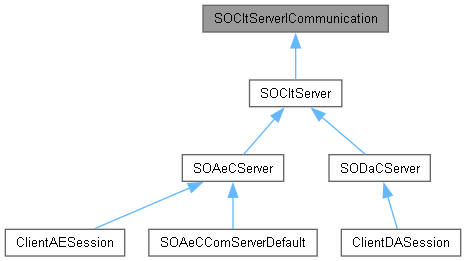 SOCltServerICommunication
SOCltServer
SOAeCServer
SODaCServer
ClientAESession
SOAeCComServerDefault
ClientDASession